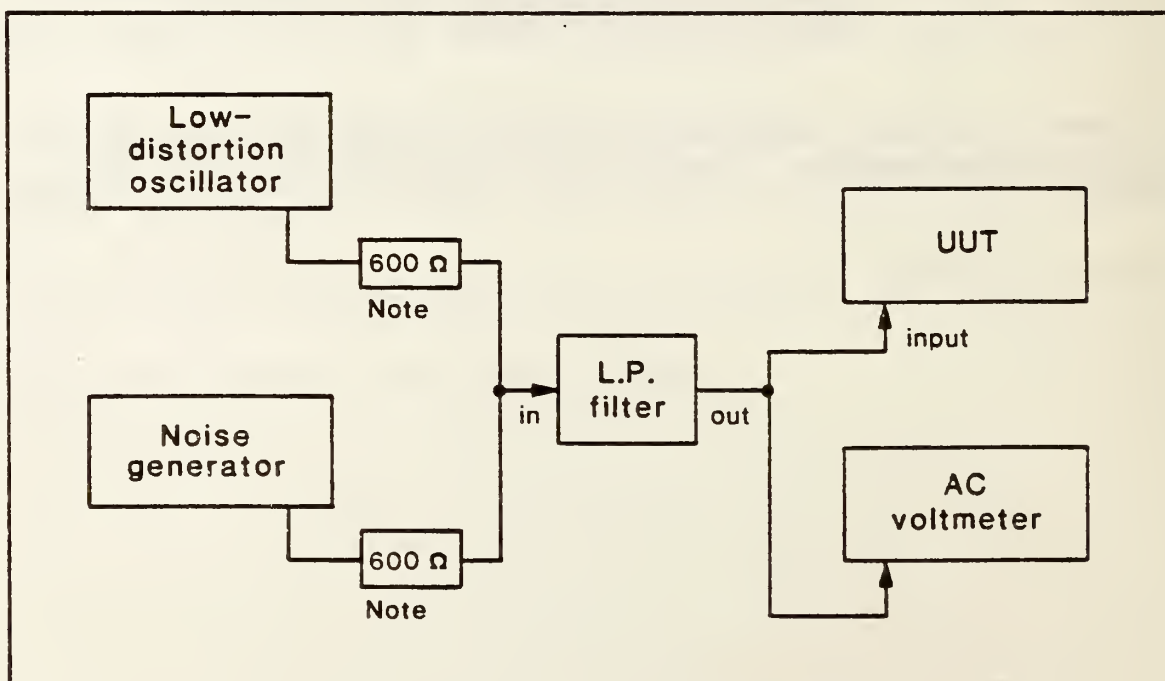 Low-
distortion
oscillator
600 Ω
Note
UUT
input
L.P.
filter
in
out
Noise
generator
AC
voltmeter
600 Ω
Note